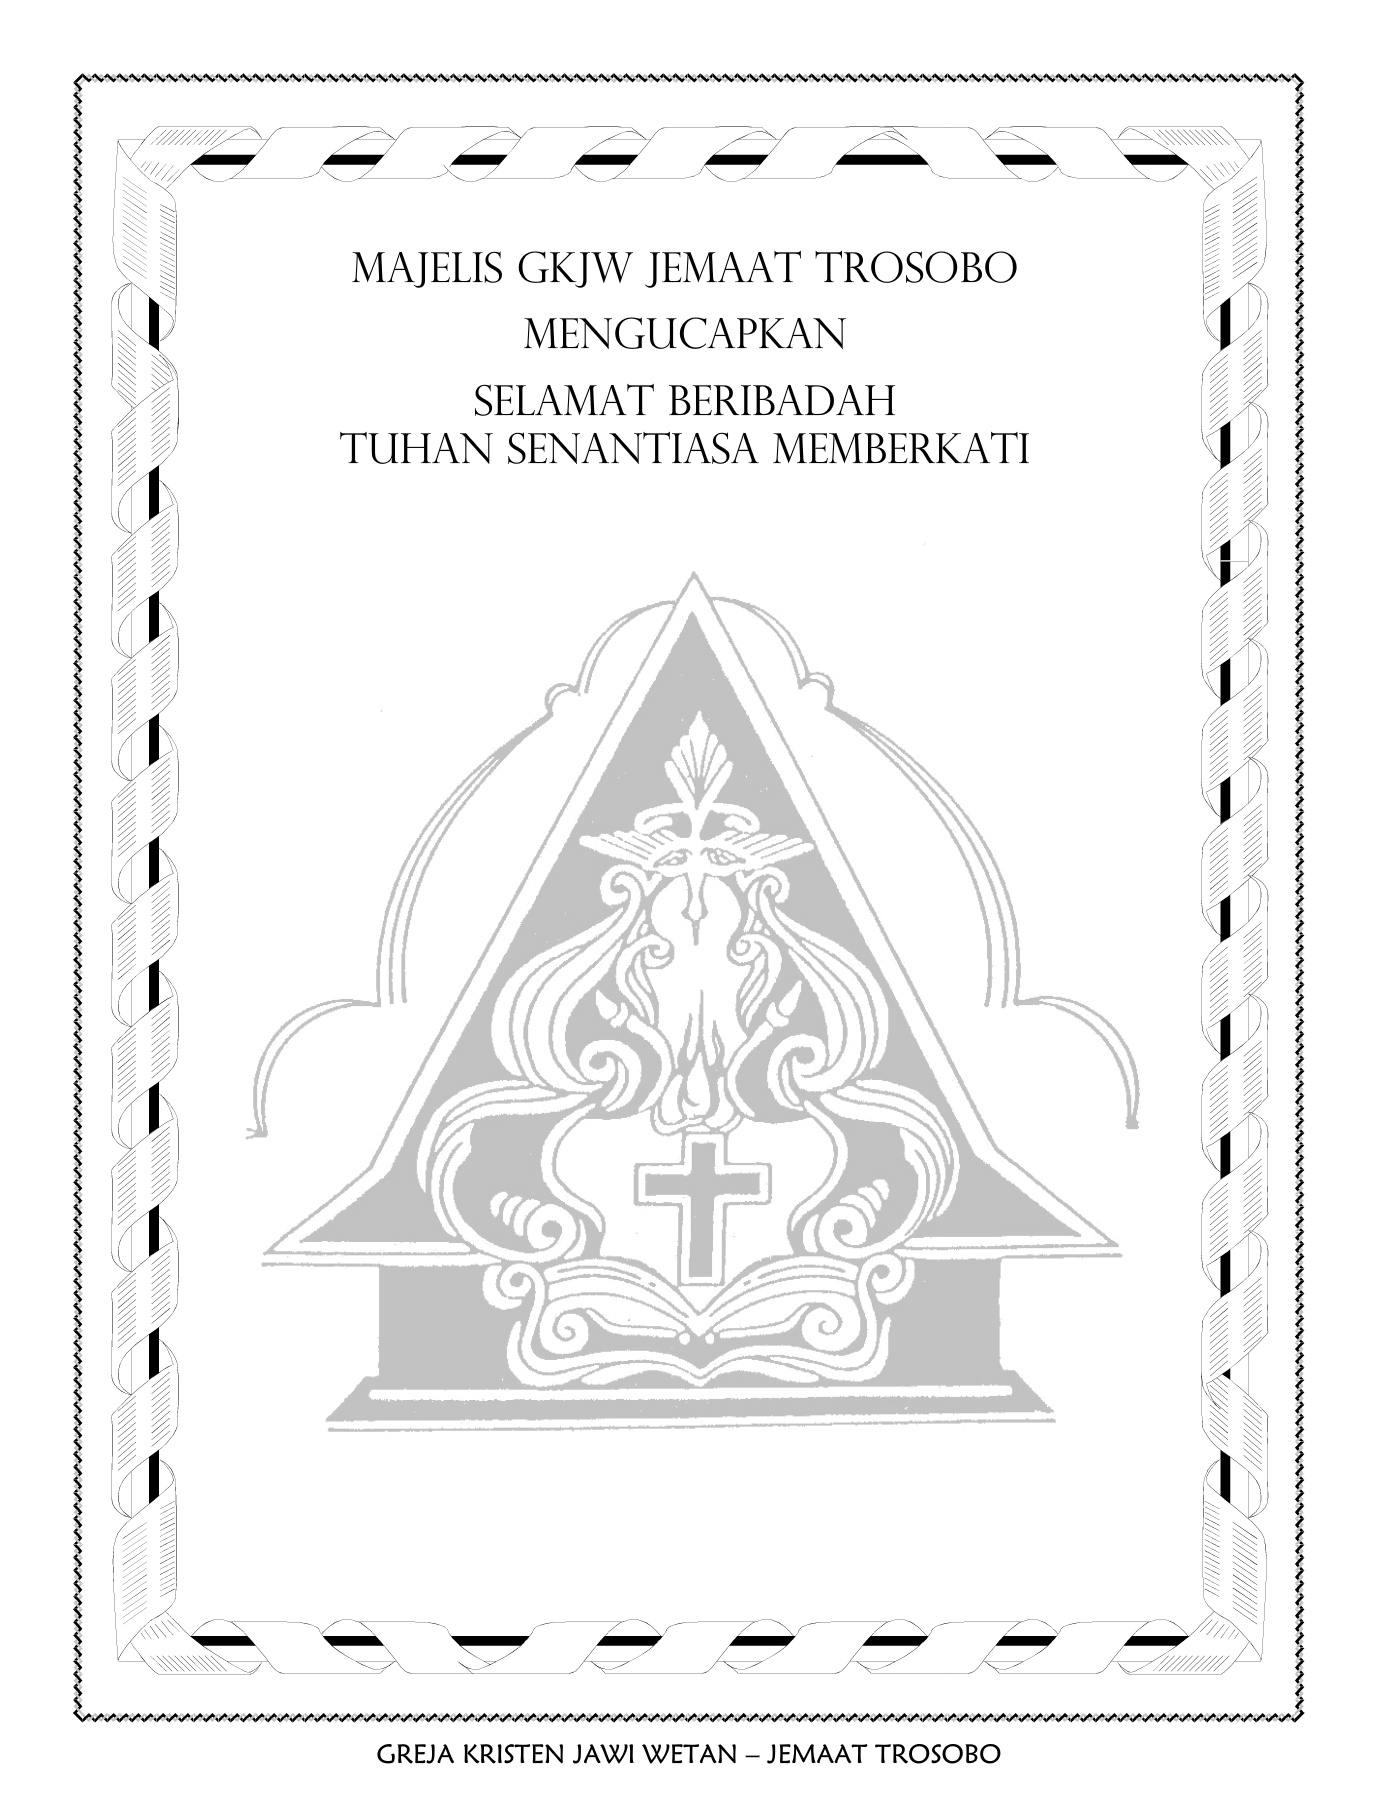 MAJELIS GKJW JEMAAT TROSOBO
MENGUCAPKAN
SELAMAT BERIBADAH
TUHAN SENANTIASA MEMBERKATI
GREJA KRISTEN JAWI WETAN – JEMAAT TROSOBO